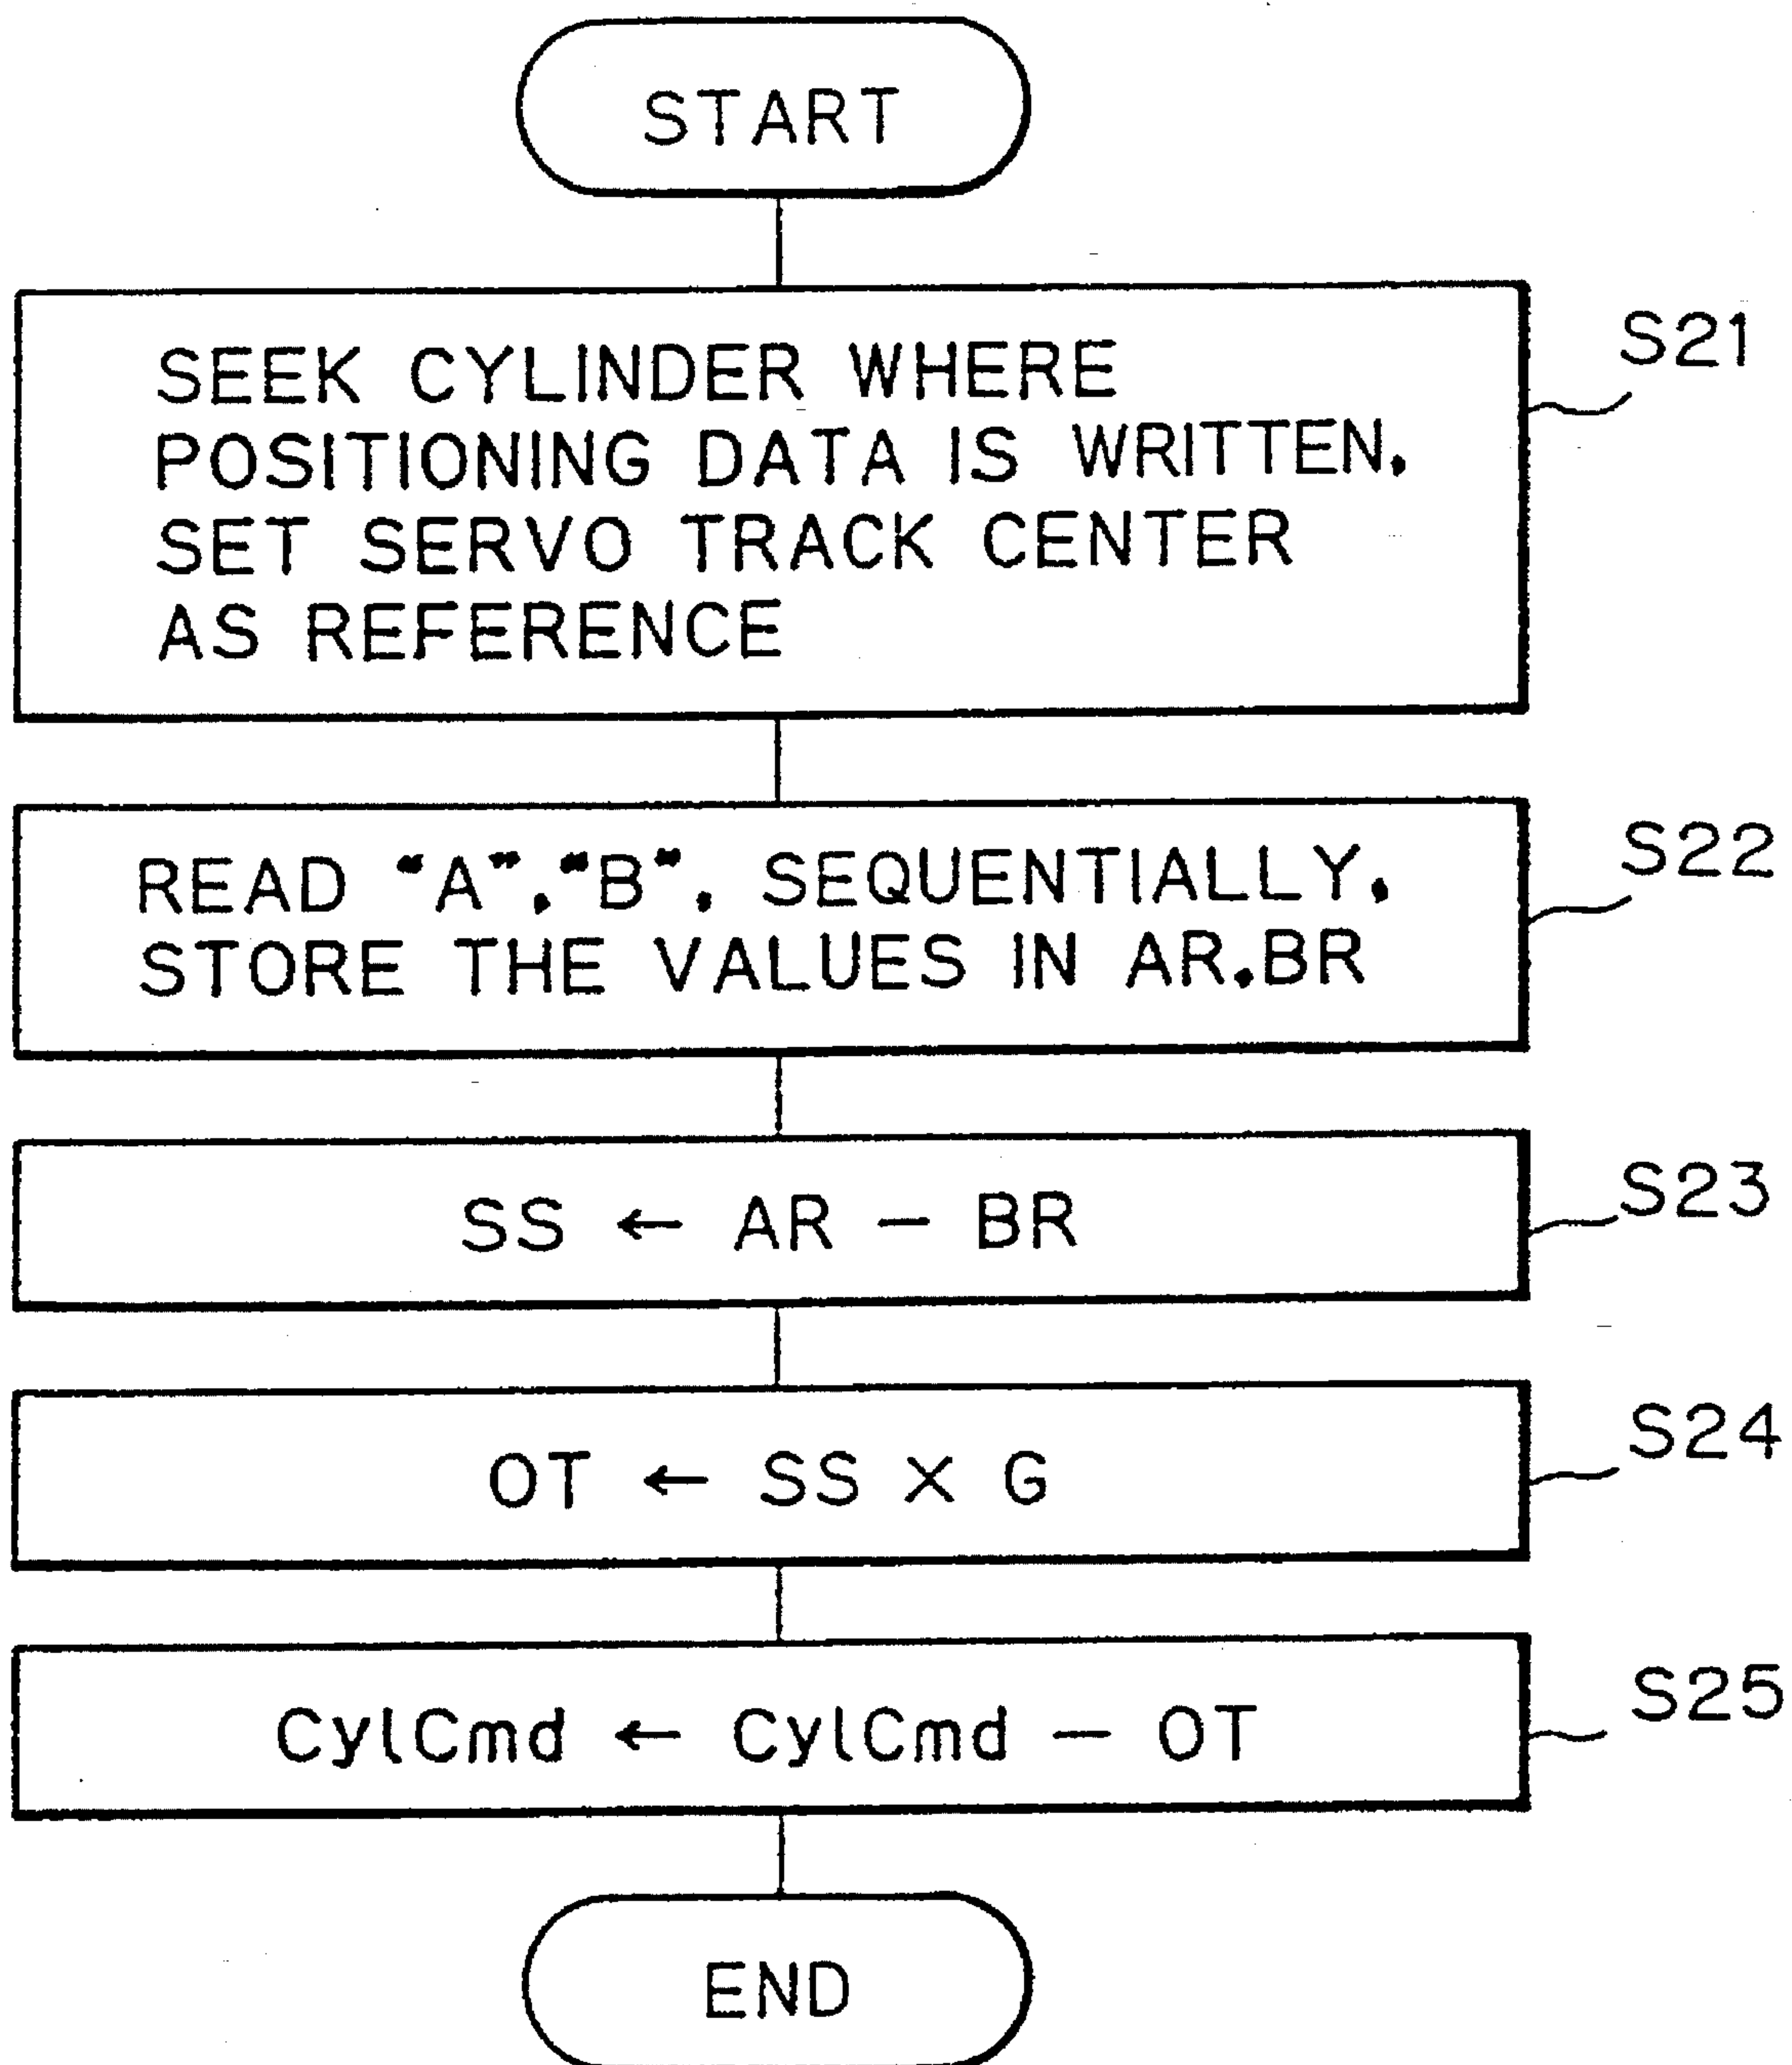 START
SEEK CYLINDER WHERE
POSITIONING DATA IS WRITTEN.
SET SERVO TRACK CENTER
AS REFERENCE
S21
READ "A"."B". SEQUENTIALLY.
STORE THE VALUES IN AR.BR
S22
SS ← AR − BR
S23
OT ← SS × G
S24
CylCmd ← CylCmd − OT
S25
END